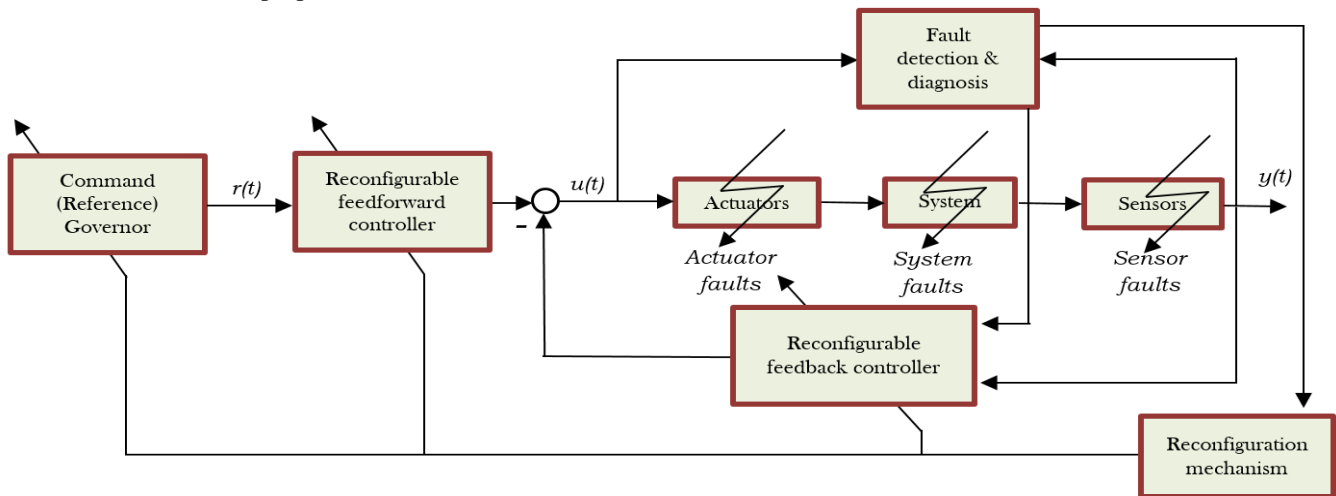 Fault
detection &
diagnosis
Command
(Reference)
Governor
r(t)
Reconfigurable
feedforward
controller
-
u(t)
Actuators
System
Sensors
y(t)
Actuator
faults
System
faults
Sensor
faults
Reconfigurable
feedback controller
Reconfiguration
mechanism